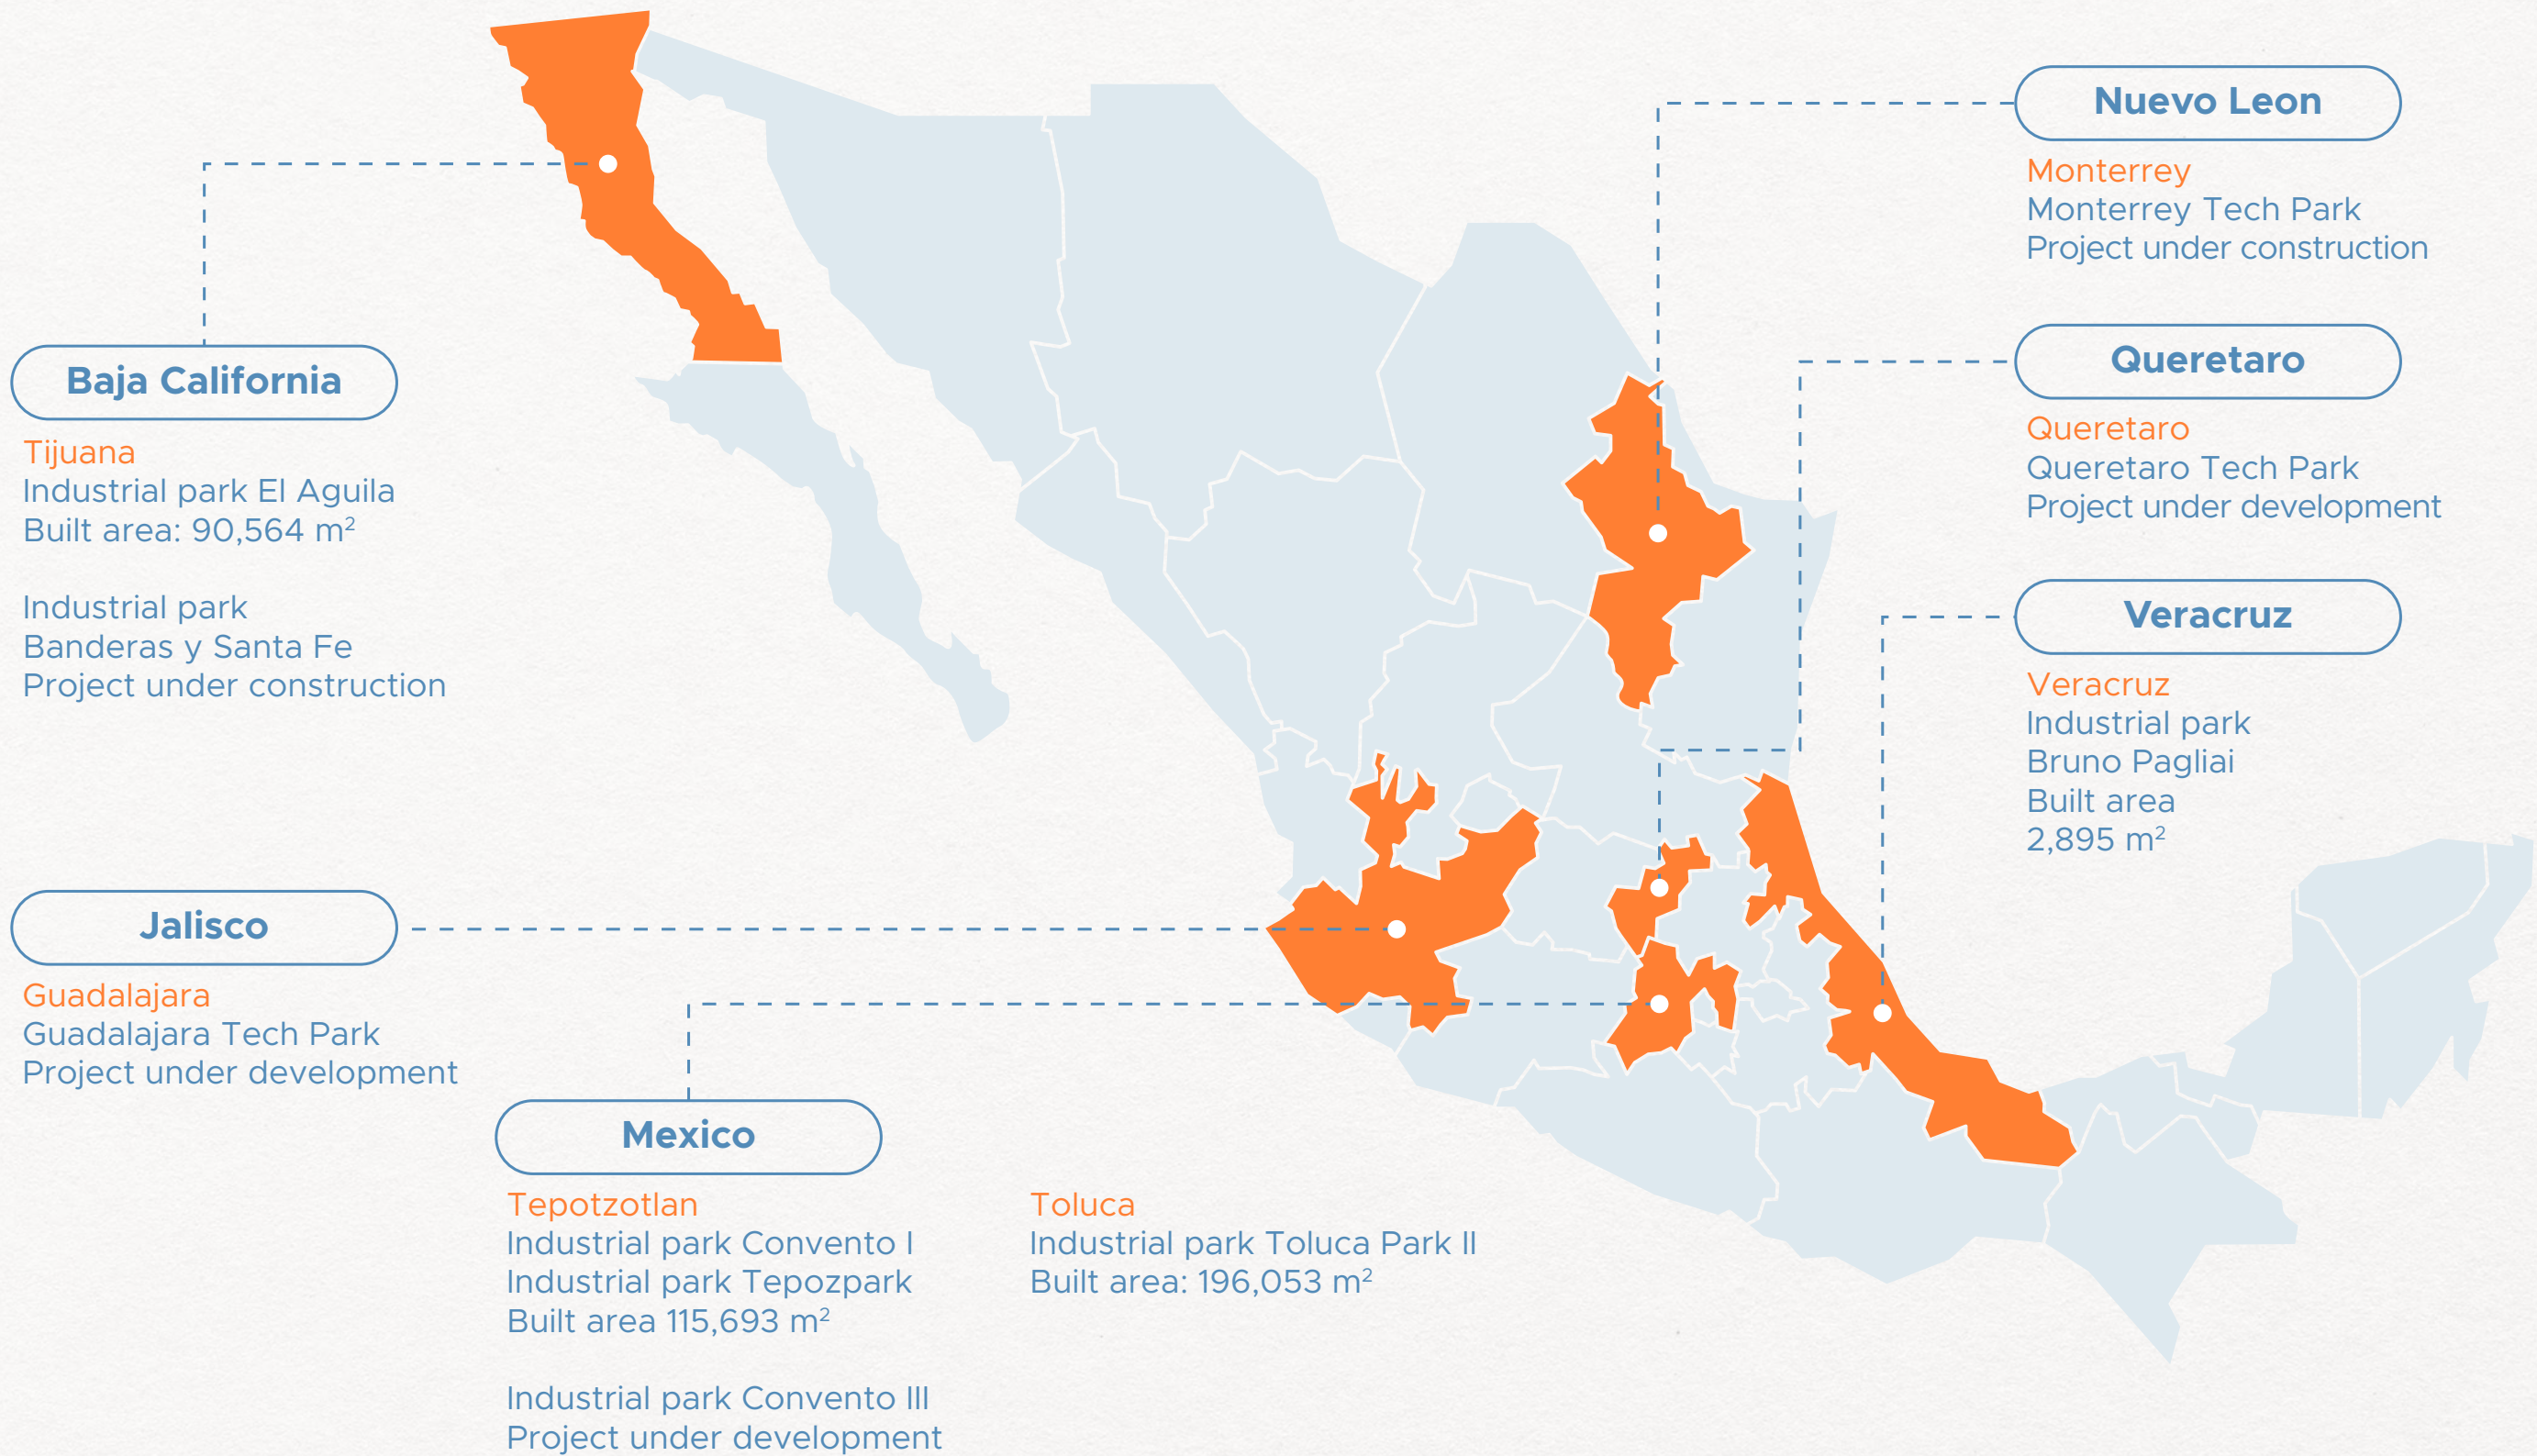 Baja California
Tijuana
Industrial park El Aguila
Built area: 90,564 m²
Industrial park
Banderas y Santa Fe
Project under construction
Jalisco
Guadalajara
Guadalajara Tech Park
Project under development
Mexico
Tepotzotlan
Industrial park Convento I
Industrial park Tepozpark
Built area 115,693 m²
Industrial park Convento III
Project under development
Toluca
Industrial park Toluca Park II
Built area: 196,053 m²
Nuevo Leon
Monterrey
Monterrey Tech Park
Project under construction
Queretaro
Queretaro
Queretaro Tech Park
Project under development
Veracruz
Veracruz
Industrial park
Bruno Pagliai
Built area
2,895 m²